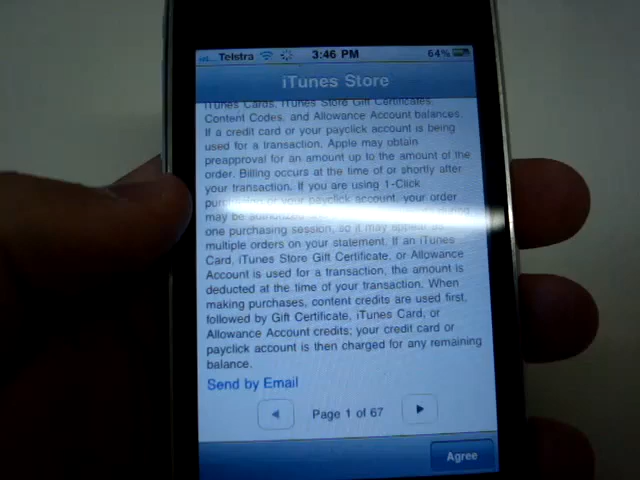 Telstra 3:46 PM 64%
iTunes Store
iTunes Cards, iTunes Store Gift Certificates,
Content Codes, and Allowance Account balances.
If a credit card or your payclick account is being
used for a transaction, Apple may obtain
preapproval for an amount up to the amount of the
order. Billing occurs at the time of or shortly after
your transaction. If you are using 1-Click
purchasing or your payclick account, your order
may be during
one purchasing session, so it may appear as
multiple orders on your statement. If an iTunes
Card, iTunes Store Gift Certificate, or Allowance
Account is used for a transaction, the amount is
deducted at the time of your transaction. When
making purchases, content credits are used first,
followed by Gift Certificate, iTunes Card, or
Allowance Account credits; your credit card or
payclick account is then charged for any remaining
balance.
Send by Email
Page 1 of 67
Agree